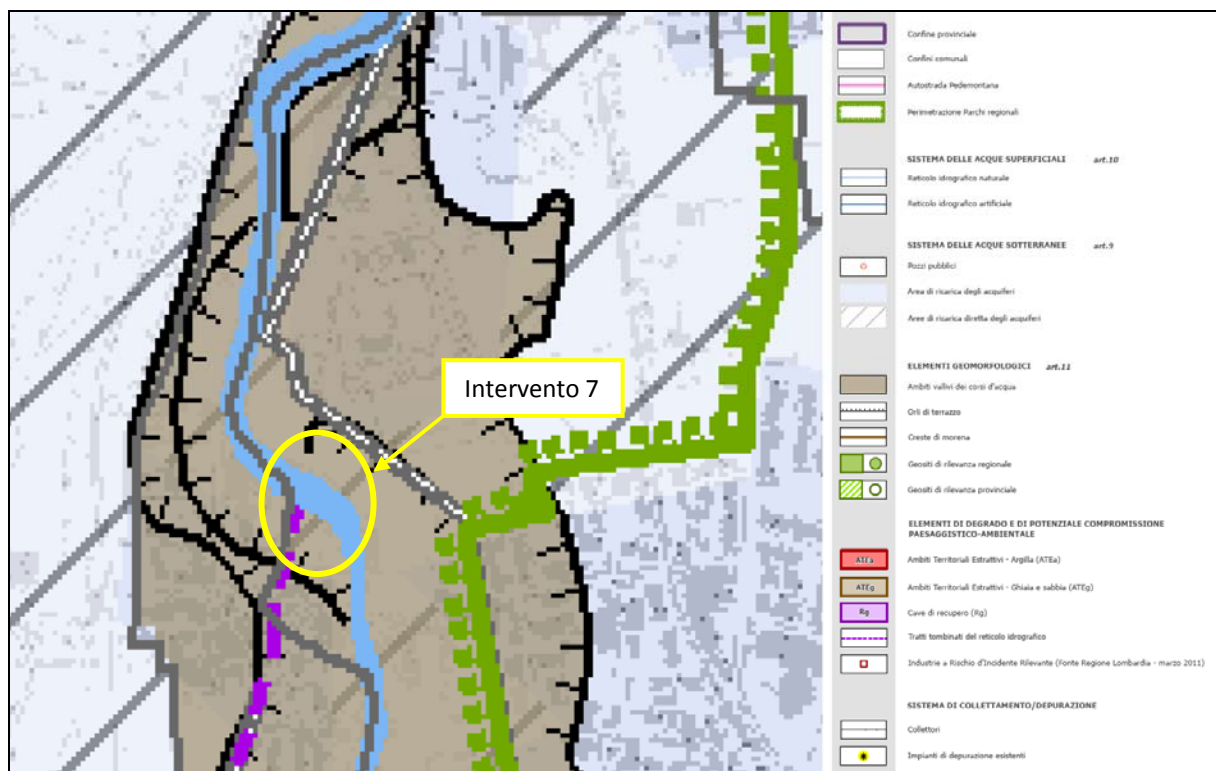 Intervento 7
Confine provinciale
Confini comunali
Autostrada Pedemontana
Perimetrazione Parchi regionali
SISTEMA DELLE ACQUE SUPERFICIALI art.10
Reticolo idrografico naturale
Reticolo idrografico artificiale
SISTEMA DELLE ACQUE SOTTERRANEE art.9
Pozzi pubblici
Area di ricarica degli acquiferi
Aree di ricarica diretta degli acquiferi
ELEMENTI GEOMORFOLOGICI art.11
Ambiti vallivi dei corsi d'acqua
Orli di terrazzo
Creste di morena
Geositi di rilevanza regionale
Geositi di rilevanza provinciale
ELEMENTI DI DEGRADO E DI POTENZIALE COMPROMISSIONE
PAESAGGISTICO-AMBIENTALE
ATEa Ambiti Territoriali Estrattivi - Argilla (ATEa)
ATEg Ambiti Territoriali Estrattivi - Ghiaia e sabbia (ATEg)
Rg Cave di recupero (Rg)
Tratti tombinati del reticolo idrografico
Industrie a Rischio d'Incidente Rilevante (Fonte Regione Lombardia - marzo 2011)
SISTEMA DI COLLETTAMENTO/DEPURAZIONE
Collettori
Impianti di depurazione esistenti